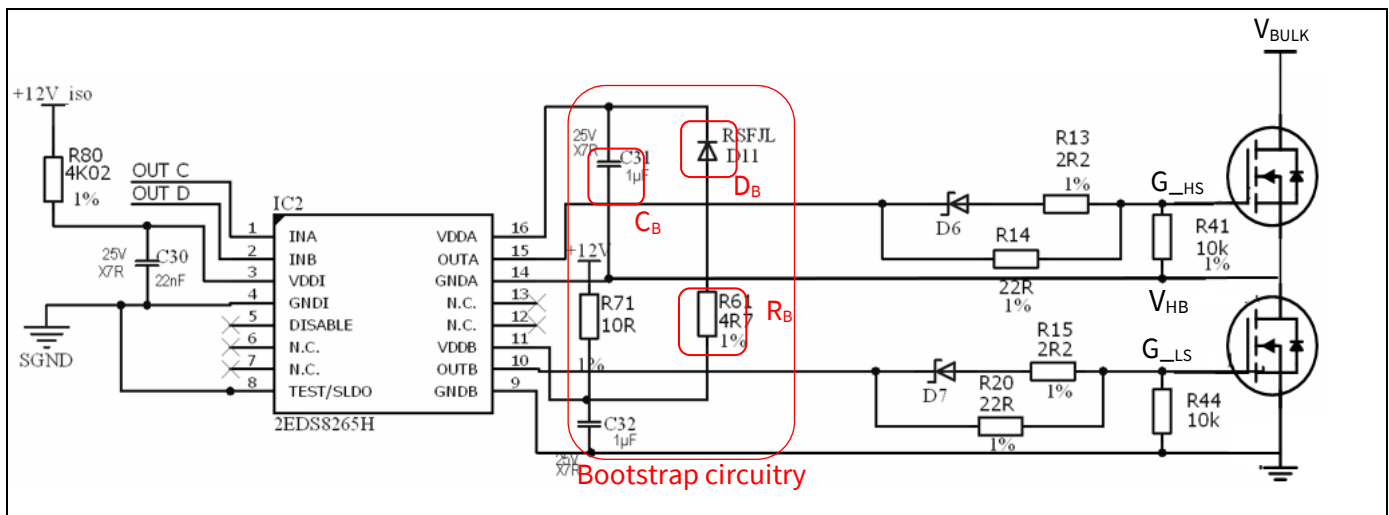 V_BULK
+12V_iso
R80
4K02
1%
OUT C
OUT D
25V
X7R
C30
22nF
SGND
IC2
1 INA
2 INB
3 VDDI
4 GNDI
5 DISABLE
6 N.C.
7 N.C.
8 TEST/SLDO
VDDA 16
OUTA 15
GNDA 14
N.C. 13
N.C. 12
VDDB 11
OUTB 10
GNDB 9
2EDS8265H
25V
X7R
C31
1µF
C_B
RSFJL
D11
D_B
+12V
R71
10R
1%
R61
4R7
1%
R_B
C32
1µF
25V
X7R
Bootstrap circuitry
D6
R13
2R2
1%
R14
22R
1%
G_HS
R41
10k
1%
V_HB
D7
R15
2R2
1%
R20
22R
1%
G_LS
R44
10k